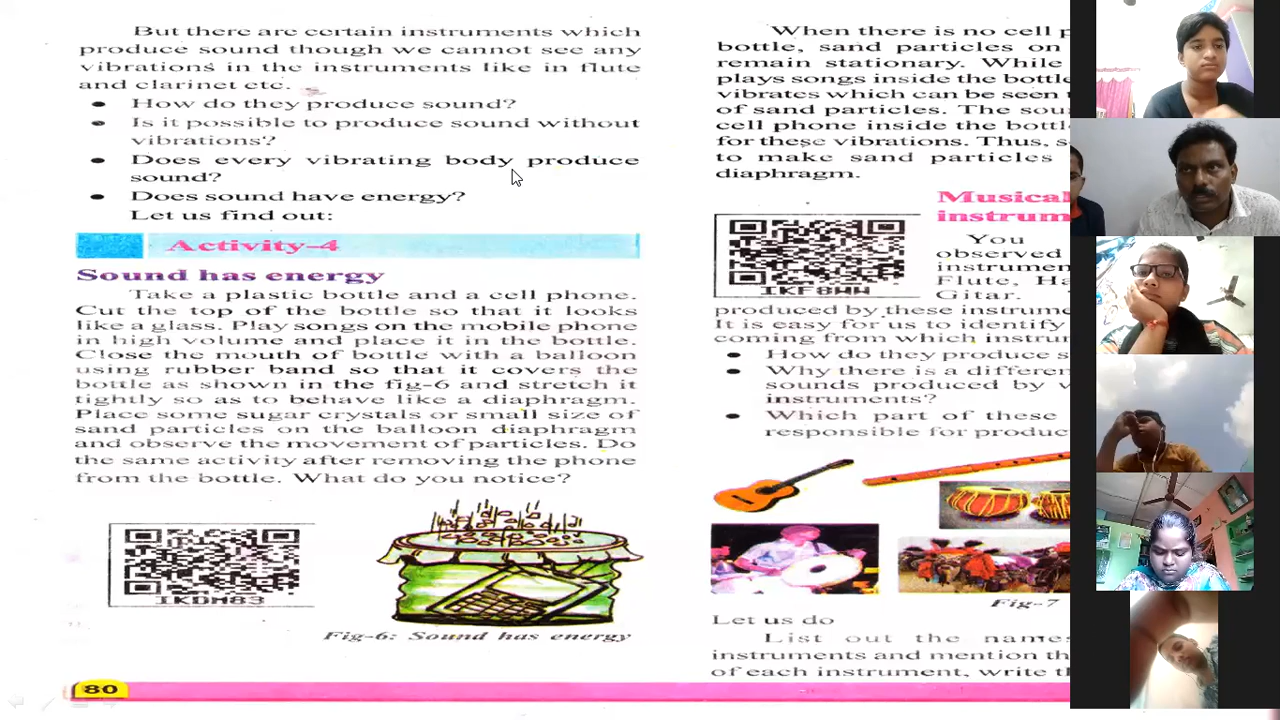 But there are certain instruments which
produce sound though we cannot see any
vibrations in the instruments like in flute
and clarinet etc.
• How do they produce sound?
• Is it possible to produce sound without
vibrations?
• Does every vibrating body produce
sound?
• Does sound have energy?
Let us find out:
Activity-4
Sound has energy
Take a plastic bottle and a cell phone.
Cut the top of the bottle so that it looks
like a glass. Play songs on the mobile phone
in high volume and place it in the bottle.
Close the mouth of bottle with a balloon
using rubber band so that it covers the
bottle as shown in the fig-6 and stretch it
tightly so as to behave like a diaphragm.
Place some sugar crystals or small size of
sand particles on the balloon diaphragm
and observe the movement of particles. Do
the same activity after removing the phone
from the bottle. What do you notice?
IKDM83
Fig-6: Sound has energy
80
When there is no cell p
bottle, sand particles on
remain stationary. While
plays songs inside the bottl
vibrates which can be seen
of sand particles. The sou
cell phone inside the bottl
for these vibrations. Thus, s
to make sand particles
diaphragm.
Musical
instrum
IKF8WW
You
observed
instrumen
Flute, Ha
Gitar.
produced by these instrume
It is easy for us to identify
coming from which instru
• How do they produce s
• Why there is a differen
sounds produced by v
instruments?
• Which part of these
responsible for produc
Fig-7
Let us do
List out the names
instruments and mention th
of each instrument, write th